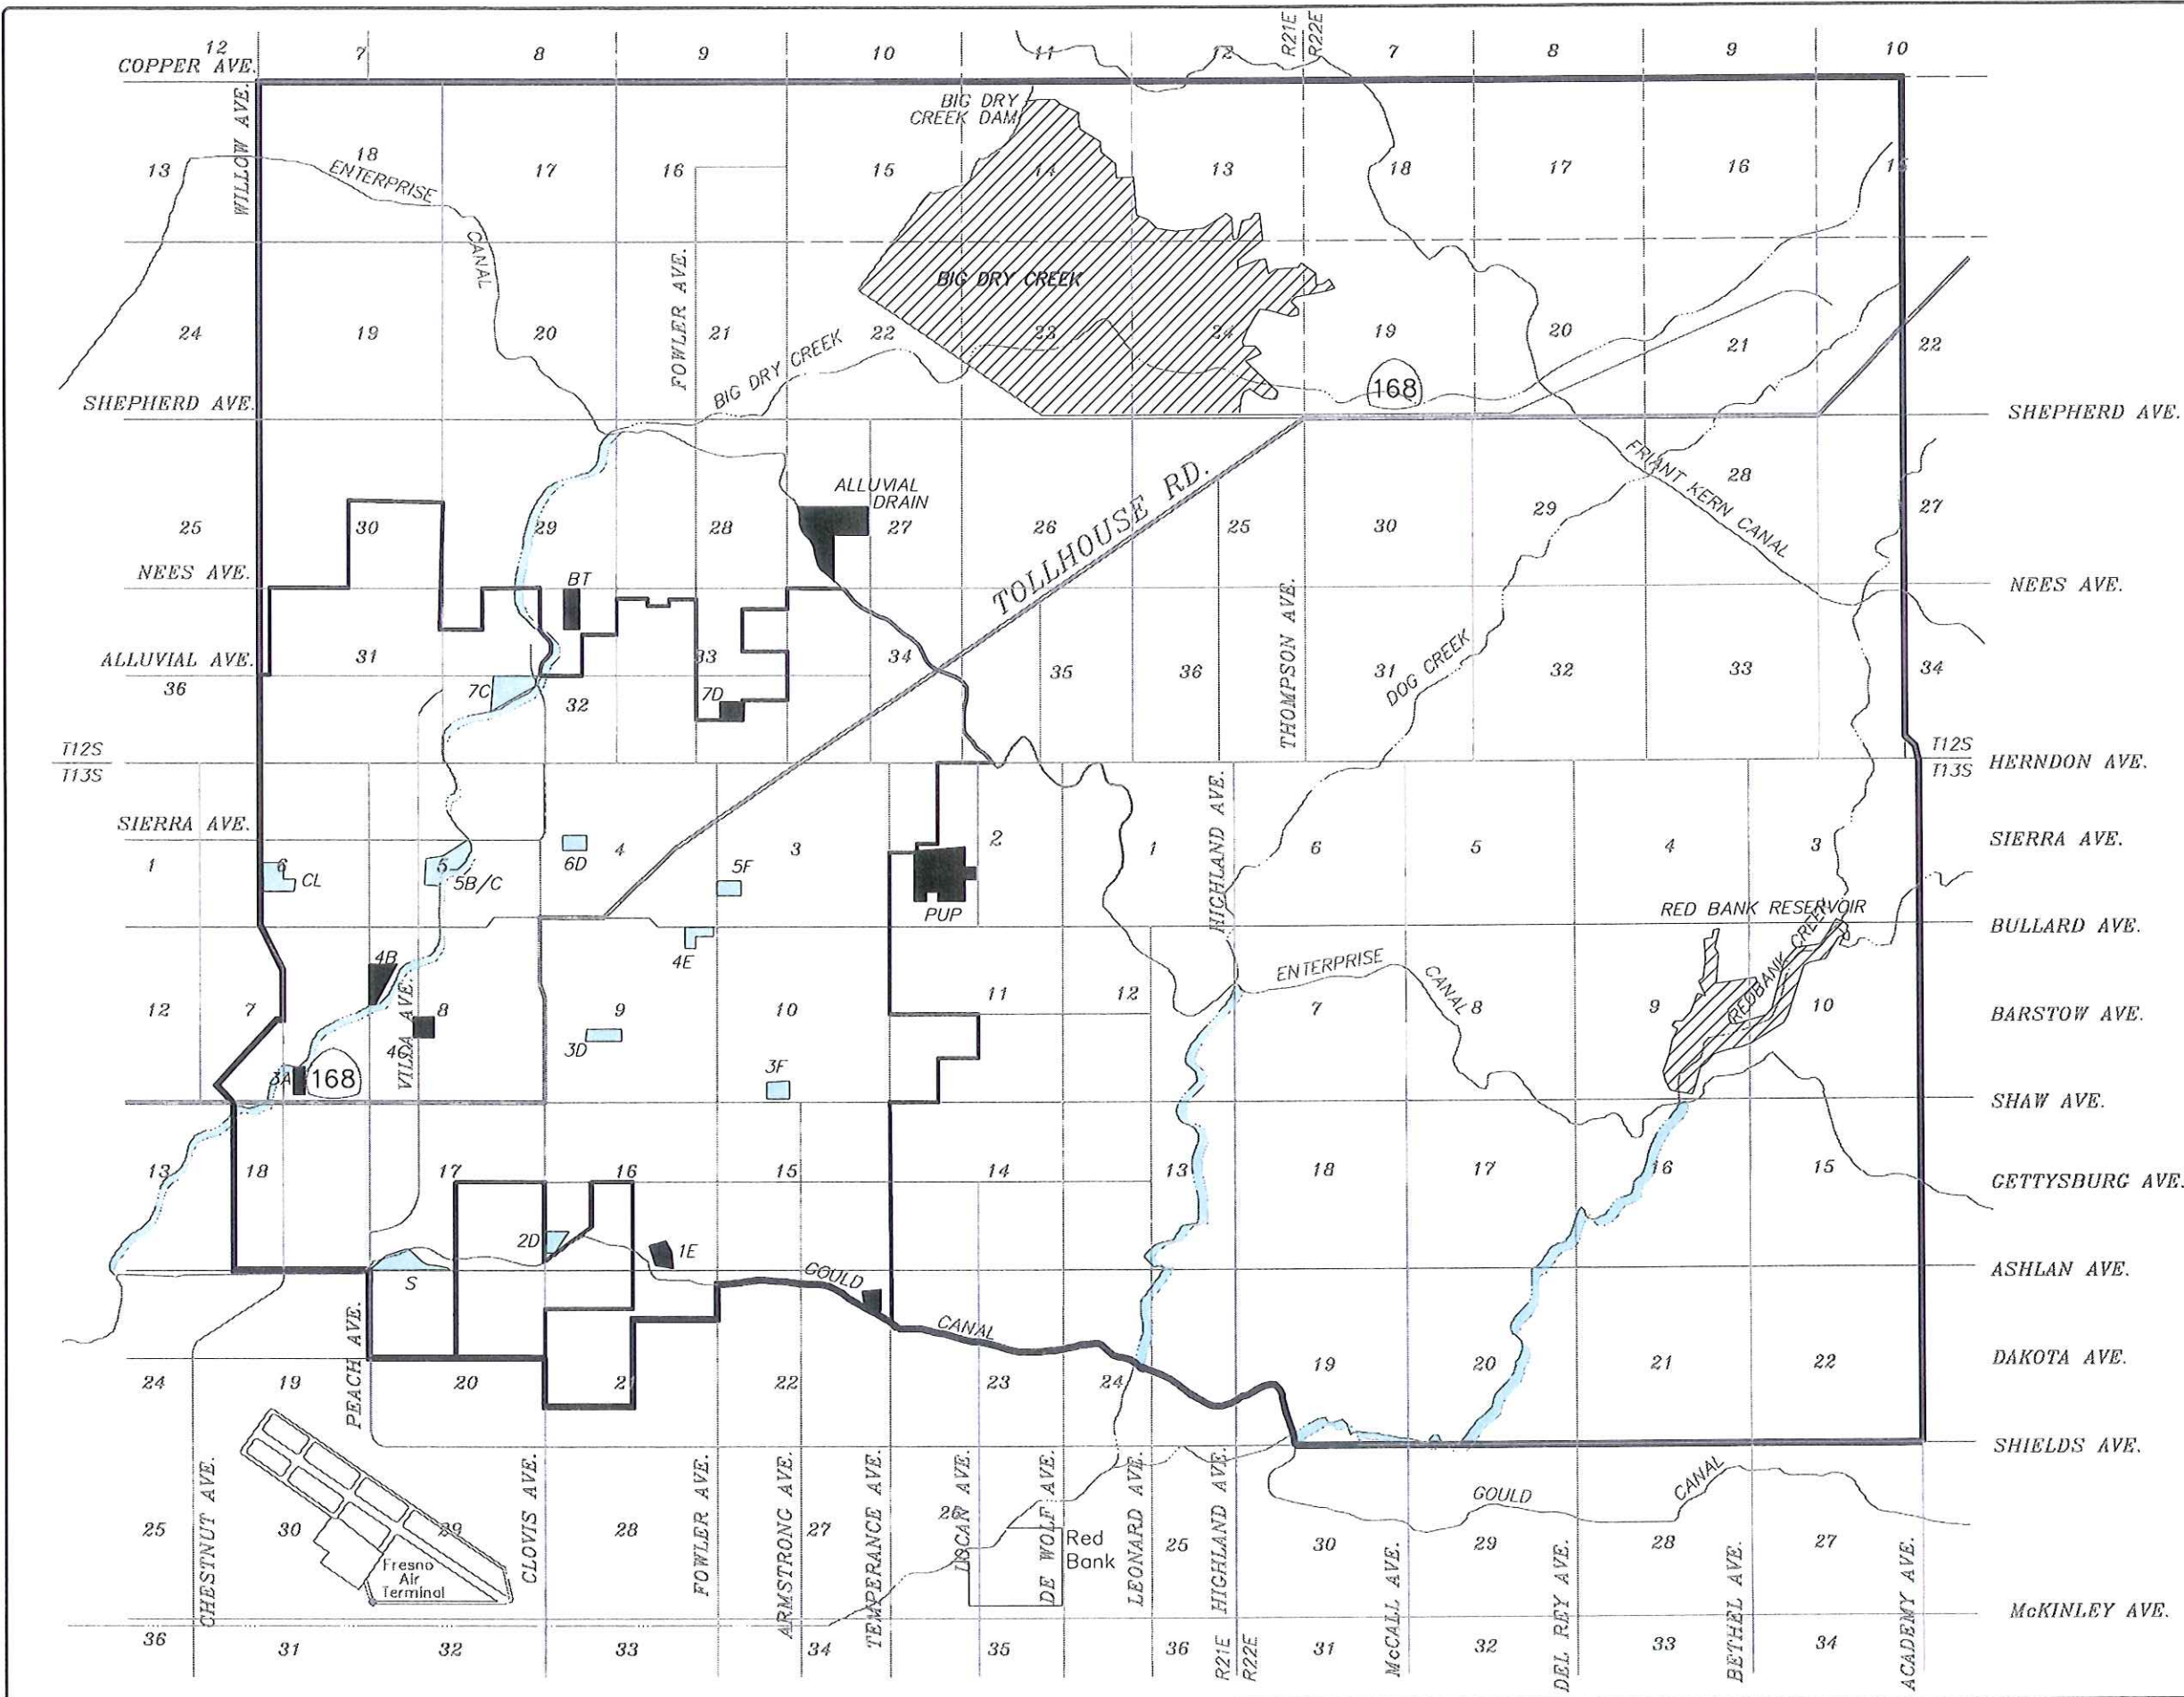 12
7
8
9
10
11
12
R21E
R22E
7
8
9
10
COPPER AVE.
WILLOW AVE.
BIG DRY
CREEK DAM
13
18
ENTERPRISE
CANAL
17
16
15
14
13
18
17
16
15
FOWLER AVE.
BIG DRY CREEK
24
19
20
21
22
23
24
19
20
21
22
BIG DRY CREEK
168
SHEPHERD AVE.
SHEPHERD AVE.
ALLUVIAL
DRAIN
TOLLHOUSE RD.
FRIANT KERN CANAL
25
30
29
28
27
26
25
30
29
28
27
NEES AVE.
BT
THOMPSON AVE.
NEES AVE.
ALLUVIAL AVE.
36
31
7C
32
33
7D
34
35
36
31
DOG CREEK
32
33
34
T12S
T13S
T12S
T13S
HERNDON AVE.
SIERRA AVE.
HIGHLAND AVE.
SIERRA AVE.
1
6
CL
5
5B/C
6D
4
5F
3
2
PUP
1
6
5
4
3
RED BANK RESERVOIR
BULLARD AVE.
4B
4E
ENTERPRISE
CANAL
REDBANK CREEK
12
7
VILLA AVE.
8
4C
9
3D
10
11
12
7
8
9
10
BARSTOW AVE.
3A
168
3F
SHAW AVE.
13
18
17
16
15
14
13
18
17
16
15
GETTYSBURG AVE.
2D
1E
S
GOULD
CANAL
ASHLAN AVE.
PEACH AVE.
DAKOTA AVE.
24
19
20
21
22
23
24
19
20
21
22
SHIELDS AVE.
CHESTNUT AVE.
CLOVIS AVE.
FOWLER AVE.
ARMSTRONG AVE.
TEMPERANCE AVE.
LOCAN AVE.
DE WOLF AVE.
LEONARD AVE.
HIGHLAND AVE.
GOULD
CANAL
25
30
29
28
27
26
Red
Bank
25
30
29
28
27
Fresno
Air
Terminal
McCALL AVE.
DEL REY AVE.
BETHEL AVE.
ACADEMY AVE.
McKINLEY AVE.
36
31
32
33
34
35
36
R21E
R22E
31
32
33
34